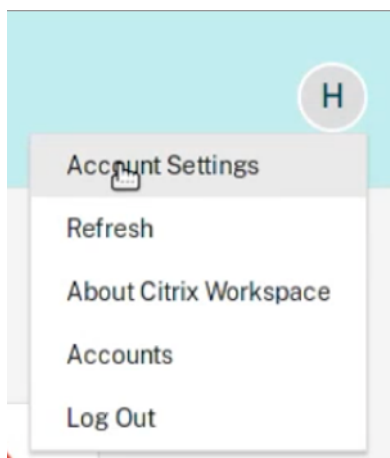 H
Account Settings
Refresh
About Citrix Workspace
Accounts
Log Out